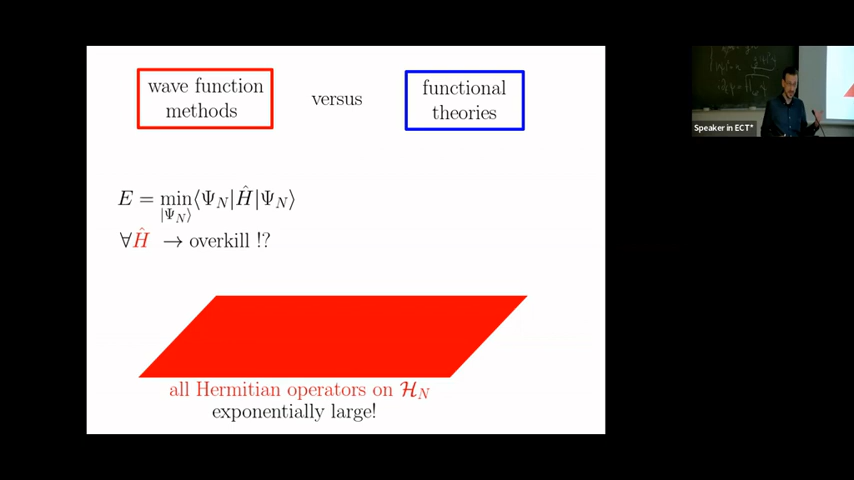 wave function
methods
versus
functional
theories
E = min⟨Ψ_N|Ĥ|Ψ_N⟩
|Ψ_N⟩
∀Ĥ → overkill !?
all Hermitian operators on ℋ_N
exponentially large!
Speaker in ECT*